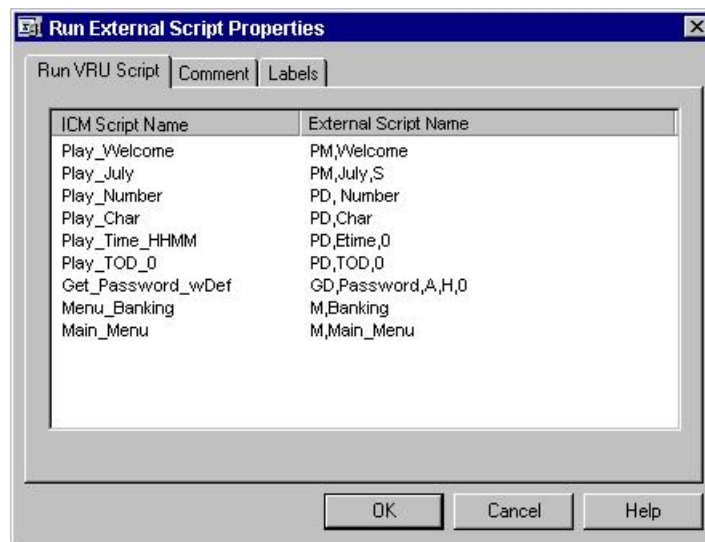 Run External Script Properties
Run VRU Script Comment Labels
ICM Script Name External Script Name
Play_Welcome PM,Welcome
Play_July PM,July,S
Play_Number PD, Number
Play_Char PD,Char
Play_Time_HHMM PD,Etime,0
Play_TOD_0 PD,TOD,0
Get_Password_wDef GD,Password,A,H,0
Menu_Banking M,Banking
Main_Menu M,Main_Menu
OK Cancel Help